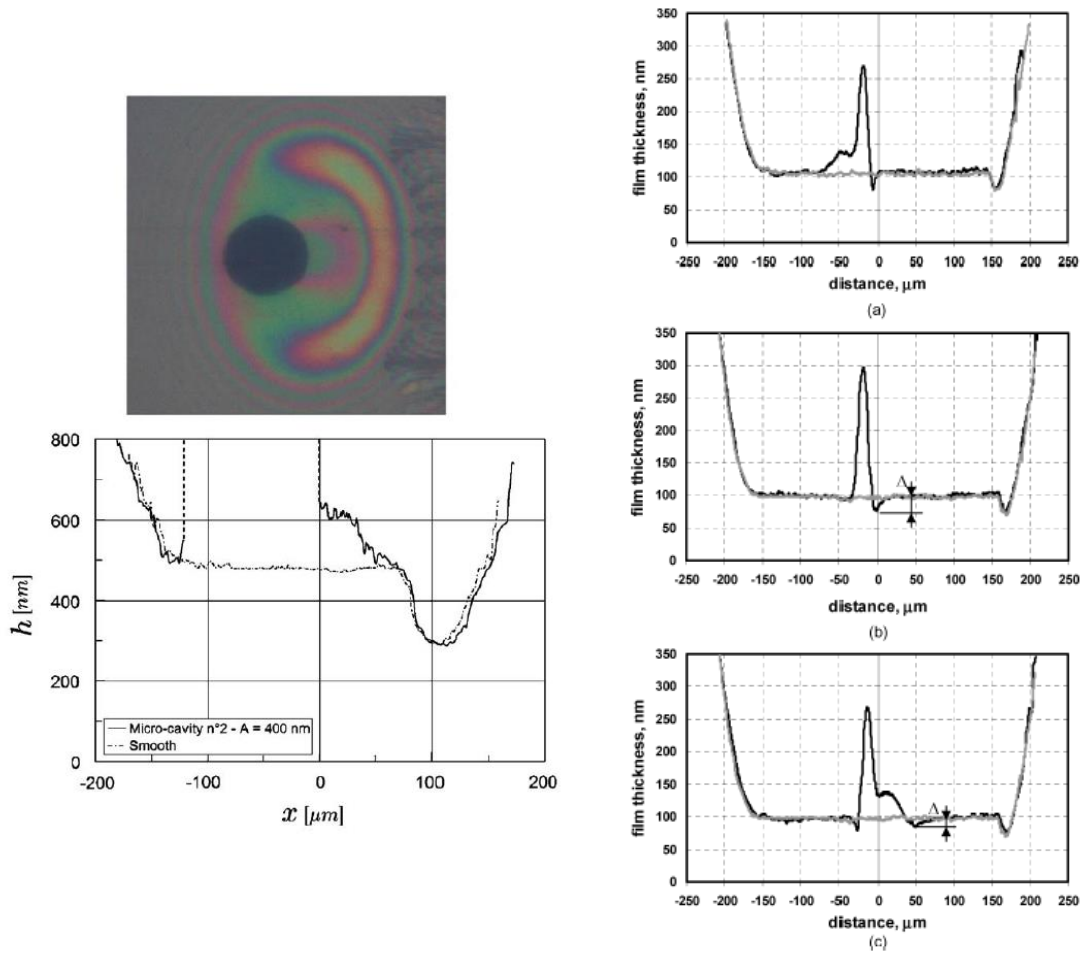 800
600
400
200
0
h [nm]
Micro-cavity n°2 - A = 400 nm
Smooth
-200 -100 0 100 200
x [μm]
350
300
250
200
150
100
50
0
film thickness, nm
-250 -200 -150 -100 -50 0 50 100 150 200 250
distance, μm
(a)
350
300
250
200
150
100
50
0
film thickness, nm
Δ
-250 -200 -150 -100 -50 0 50 100 150 200 250
distance, μm
(b)
350
300
250
200
150
100
50
0
film thickness, nm
Δ
-250 -200 -150 -100 -50 0 50 100 150 200 250
distance, μm
(c)